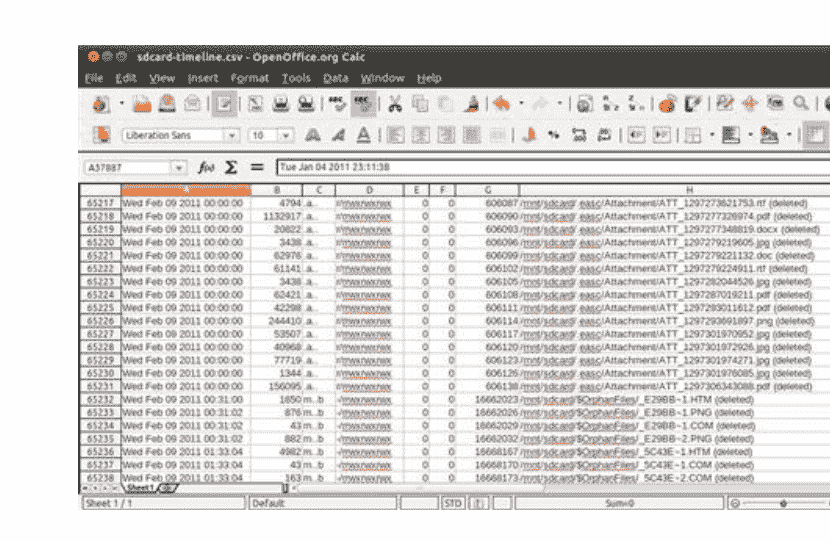 sdcard-timeline.csv - OpenOffice.org Calc
File Edit View Insert Format Tools Data Window Help
Liberation Sans 10
A37887 f(x) Σ = Tue Jan 04 2011 23:11:38
B C D E F G H
65217 Wed Feb 09 2011 00:00:00 4794 .a.. r/rrwxrwxrwx 0 0 606087 /mnt/sdcard/.easc/Attachment/ATT_1297273621753.rtf (deleted)
65218 Wed Feb 09 2011 00:00:00 1132917 .a.. r/rrwxrwxrwx 0 0 606090 /mnt/sdcard/.easc/Attachment/ATT_1297277326974.pdf (deleted)
65219 Wed Feb 09 2011 00:00:00 20822 .a.. r/rrwxrwxrwx 0 0 606093 /mnt/sdcard/.easc/Attachment/ATT_1297277348819.docx (deleted)
65220 Wed Feb 09 2011 00:00:00 3438 .a.. r/rrwxrwxrwx 0 0 606096 /mnt/sdcard/.easc/Attachment/ATT_1297279219605.jpg (deleted)
65221 Wed Feb 09 2011 00:00:00 62976 .a.. r/rrwxrwxrwx 0 0 606099 /mnt/sdcard/.easc/Attachment/ATT_1297279221132.doc (deleted)
65222 Wed Feb 09 2011 00:00:00 61141 .a.. r/rrwxrwxrwx 0 0 606102 /mnt/sdcard/.easc/Attachment/ATT_1297279224911.rtf (deleted)
65223 Wed Feb 09 2011 00:00:00 3438 .a.. r/rrwxrwxrwx 0 0 606105 /mnt/sdcard/.easc/Attachment/ATT_1297282044526.jpg (deleted)
65224 Wed Feb 09 2011 00:00:00 62421 .a.. r/rrwxrwxrwx 0 0 606108 /mnt/sdcard/.easc/Attachment/ATT_1297287019211.pdf (deleted)
65225 Wed Feb 09 2011 00:00:00 42298 .a.. r/rrwxrwxrwx 0 0 606111 /mnt/sdcard/.easc/Attachment/ATT_1297293011612.pdf (deleted)
65226 Wed Feb 09 2011 00:00:00 244410 .a.. r/rrwxrwxrwx 0 0 606114 /mnt/sdcard/.easc/Attachment/ATT_1297293691897.png (deleted)
65227 Wed Feb 09 2011 00:00:00 53507 .a.. r/rrwxrwxrwx 0 0 606117 /mnt/sdcard/.easc/Attachment/ATT_1297301970952.jpg (deleted)
65228 Wed Feb 09 2011 00:00:00 40968 .a.. r/rrwxrwxrwx 0 0 606120 /mnt/sdcard/.easc/Attachment/ATT_1297301972926.jpg (deleted)
65229 Wed Feb 09 2011 00:00:00 77719 .a.. r/rrwxrwxrwx 0 0 606123 /mnt/sdcard/.easc/Attachment/ATT_1297301974271.jpg (deleted)
65230 Wed Feb 09 2011 00:00:00 1344 .a.. r/rrwxrwxrwx 0 0 606126 /mnt/sdcard/.easc/Attachment/ATT_1297301976085.jpg (deleted)
65231 Wed Feb 09 2011 00:00:00 156095 .a.. r/rrwxrwxrwx 0 0 606138 /mnt/sdcard/.easc/Attachment/ATT_1297306343088.pdf (deleted)
65232 Wed Feb 09 2011 00:31:00 1850 m..b -/rrwxrwxrwx 0 0 16662023 /mnt/sdcard/$OrphanFiles/_E29BB~1.HTM (deleted)
65233 Wed Feb 09 2011 00:31:02 876 m..b -/rrwxrwxrwx 0 0 16662026 /mnt/sdcard/$OrphanFiles/_E29BB~1.PNG (deleted)
65234 Wed Feb 09 2011 00:31:02 43 m..b -/rrwxrwxrwx 0 0 16662029 /mnt/sdcard/$OrphanFiles/_E29BB~1.COM (deleted)
65235 Wed Feb 09 2011 00:31:02 882 m..b -/rrwxrwxrwx 0 0 16662032 /mnt/sdcard/$OrphanFiles/_E29BB~2.PNG (deleted)
65236 Wed Feb 09 2011 01:33:04 4982 m..b -/rrwxrwxrwx 0 0 16668167 /mnt/sdcard/$OrphanFiles/_5C43E~1.HTM (deleted)
65237 Wed Feb 09 2011 01:33:04 43 m..b -/rrwxrwxrwx 0 0 16668170 /mnt/sdcard/$OrphanFiles/_5C43E~1.COM (deleted)
65238 Wed Feb 09 2011 01:33:04 163 m..b -/rrwxrwxrwx 0 0 16668173 /mnt/sdcard/$OrphanFiles/_5C43E~2.COM (deleted)
Sheet1
Sheet 1 / 1 Default STD Sum=0